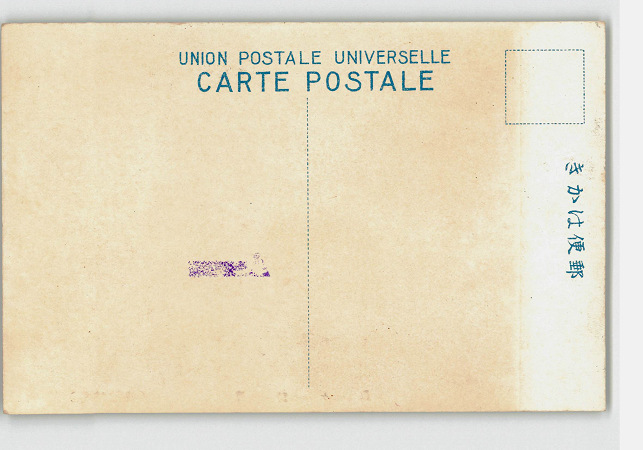 UNION POSTALE UNIVERSELLE
CARTE POSTALE
きかは便郵